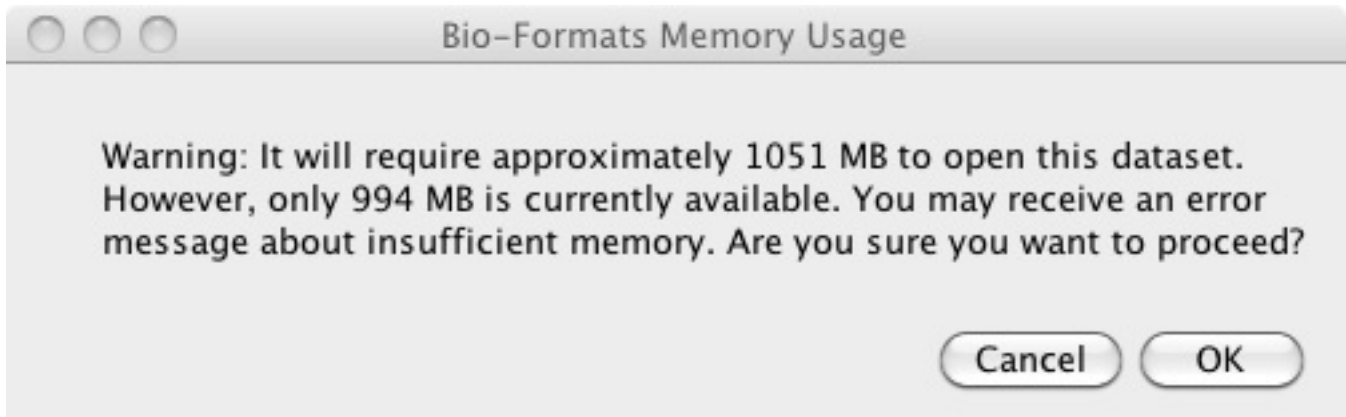 Bio-Formats Memory Usage
Warning: It will require approximately 1051 MB to open this dataset.
However, only 994 MB is currently available. You may receive an error
message about insufficient memory. Are you sure you want to proceed?
Cancel OK